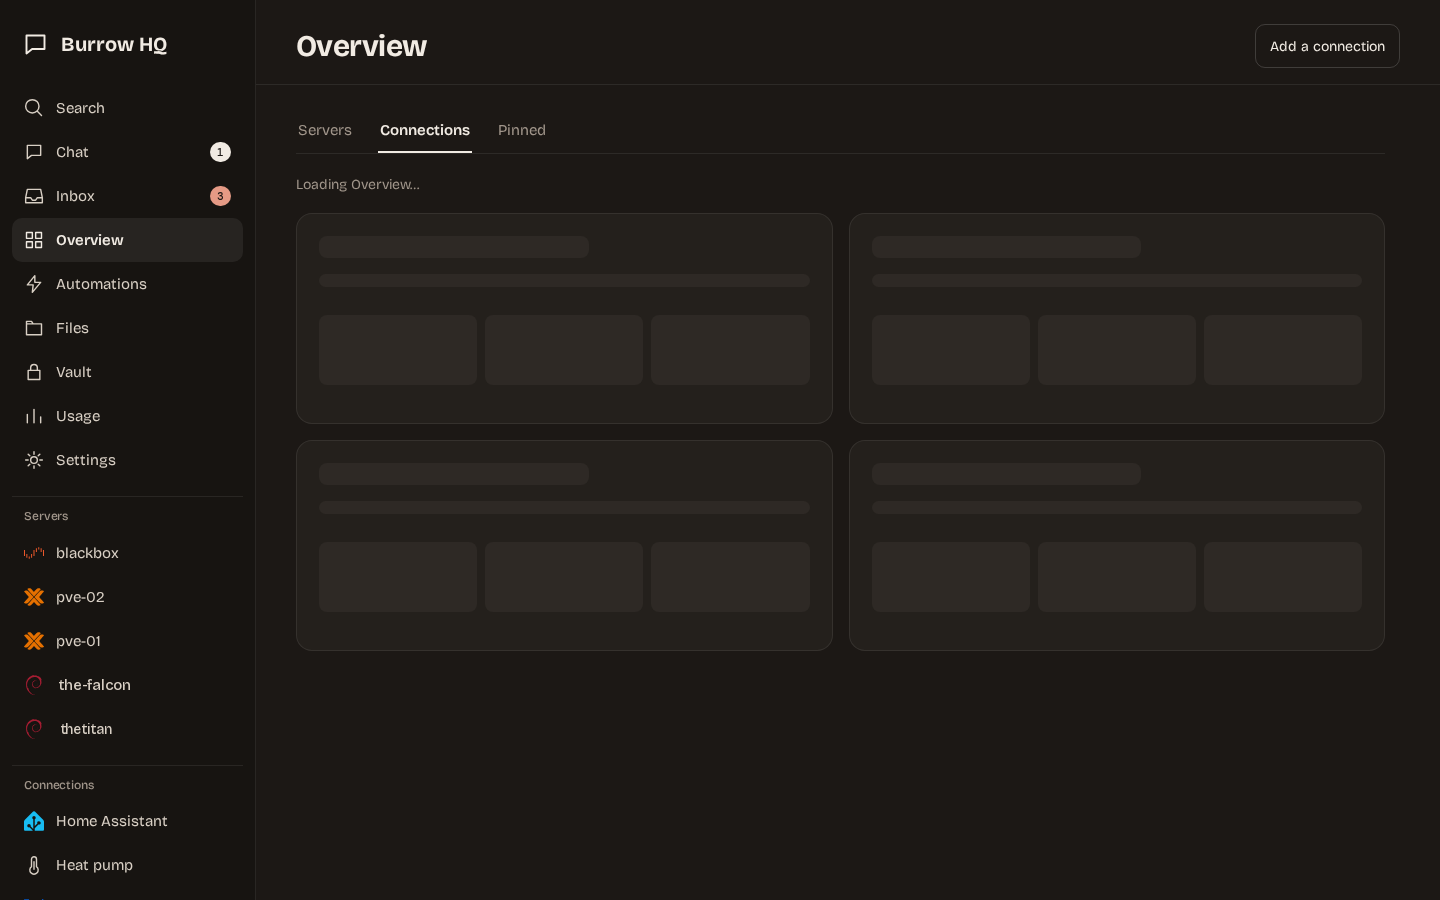 Burrow HQ
Search
Chat 1
Inbox 3
Overview
Automations
Files
Vault
Usage
Settings
Servers
blackbox
pve-02
pve-01
the-falcon
thetitan
Connections
Home Assistant
Heat pump
Overview
Add a connection
Servers Connections Pinned
Loading Overview...